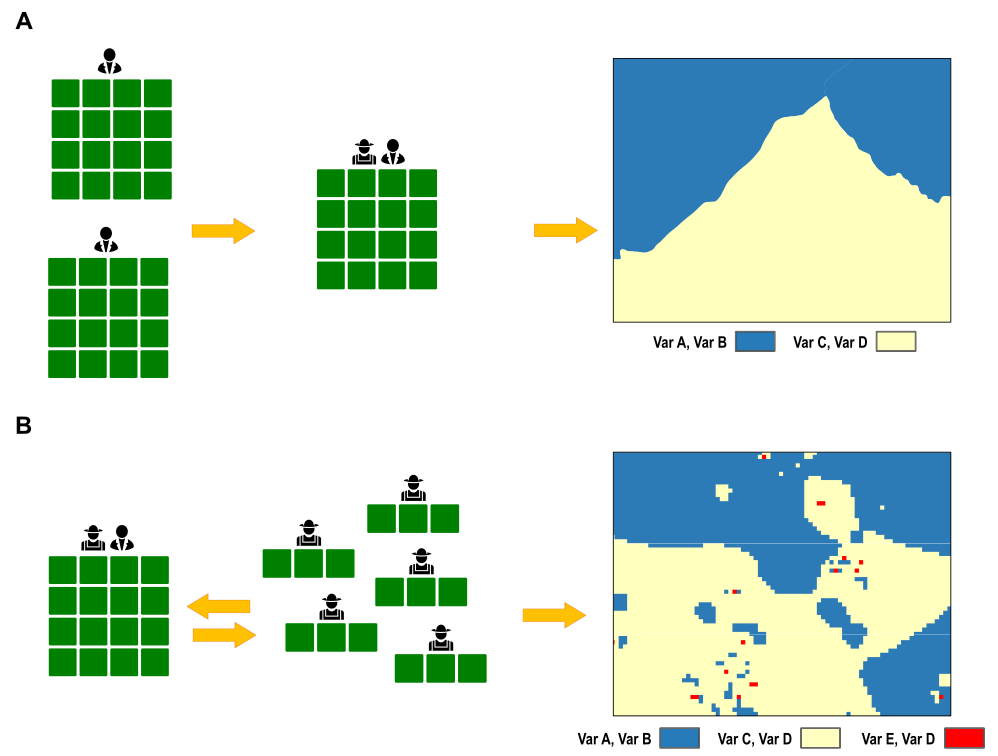 A
Var A, Var B
Var C, Var D
B
Var A, Var B
Var C, Var D
Var E, Var D